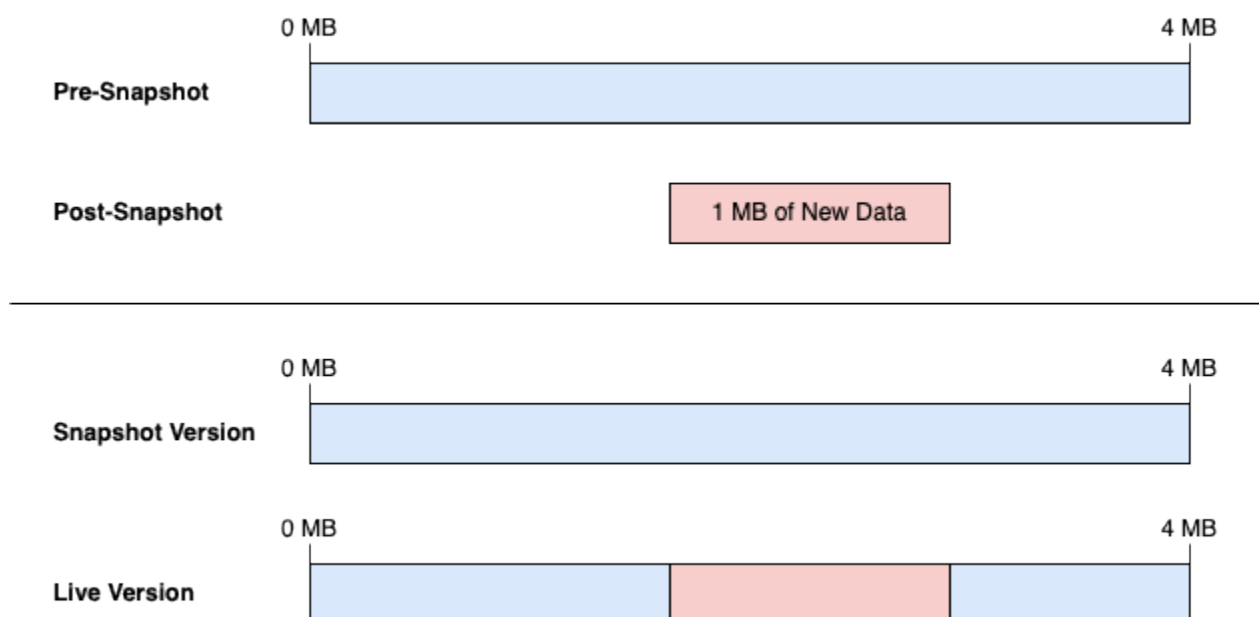 0 MB 4 MB
Pre-Snapshot
Post-Snapshot 1 MB of New Data
0 MB 4 MB
Snapshot Version
0 MB 4 MB
Live Version